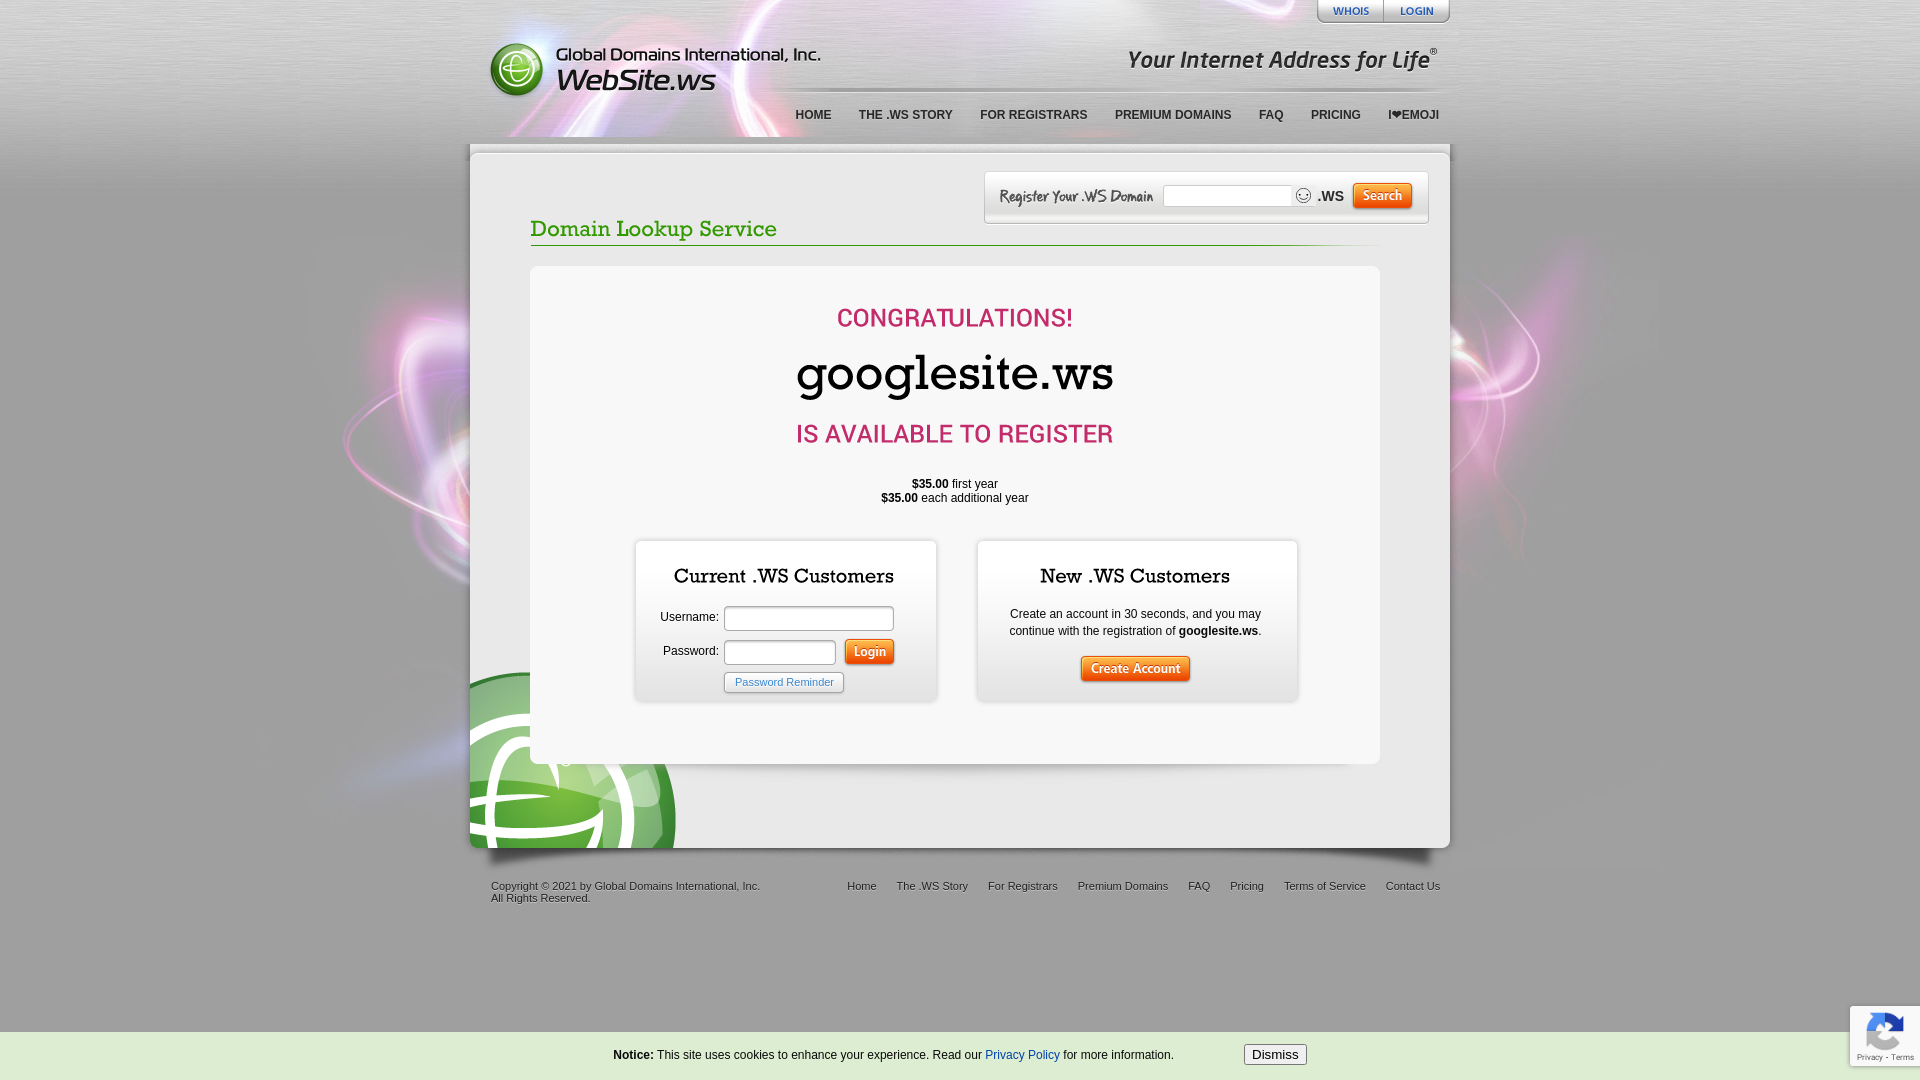 WHOIS LOGIN
Global Domains International, Inc.
WebSite.ws
Your Internet Address for Life®
HOME THE .WS STORY FOR REGISTRARS PREMIUM DOMAINS FAQ PRICING I❤EMOJI
Register Your .WS Domain .WS Search
Domain Lookup Service
CONGRATULATIONS!
googlesite.ws
IS AVAILABLE TO REGISTER
$35.00 first year
$35.00 each additional year
Current .WS Customers
Username:
Password: Login
Password Reminder
New .WS Customers
Create an account in 30 seconds, and you may
continue with the registration of googlesite.ws.
Create Account
Copyright © 2021 by Global Domains International, Inc.
All Rights Reserved.
Home The .WS Story For Registrars Premium Domains FAQ Pricing Terms of Service Contact Us
Notice: This site uses cookies to enhance your experience. Read our Privacy Policy for more information. Dismiss
Privacy - Terms